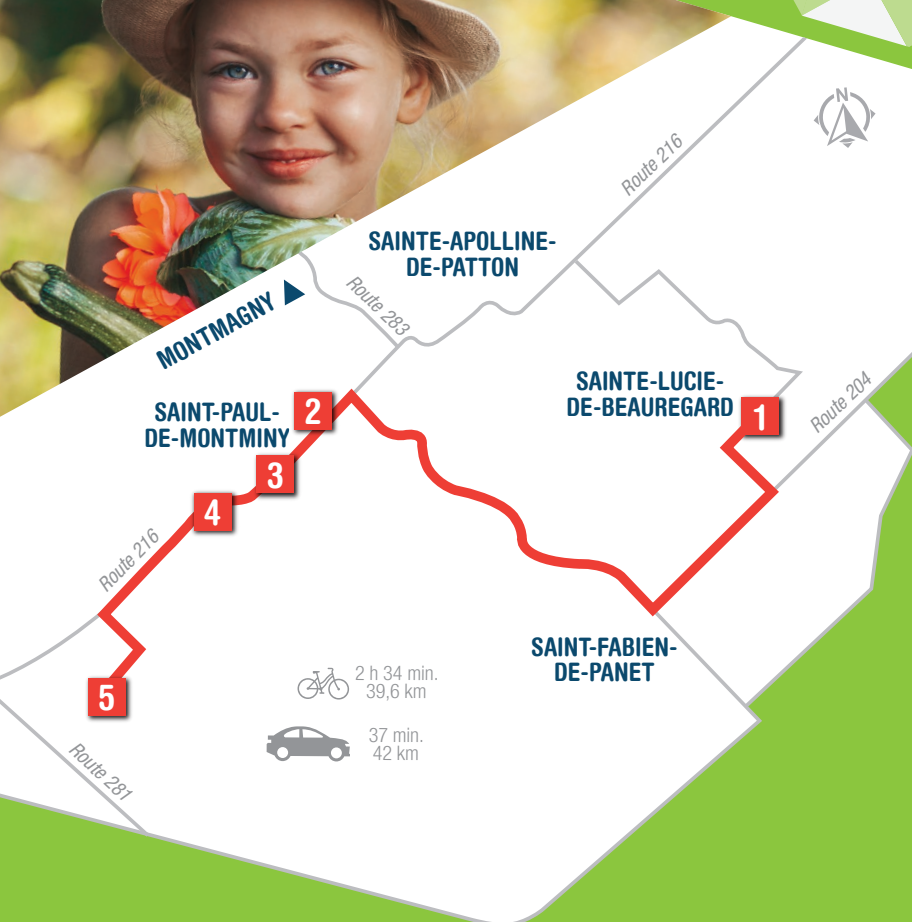 N
Route 216
SAINTE-APOLLINE-
DE-PATTON
MONTMAGNY
Route 283
SAINTE-LUCIE-
DE-BEAUREGARD
1
Route 204
SAINT-PAUL-
DE-MONTMINY
2
3
4
Route 216
5
SAINT-FABIEN-
DE-PANET
2 h 34 min.
39,6 km
37 min.
42 km
Route 281